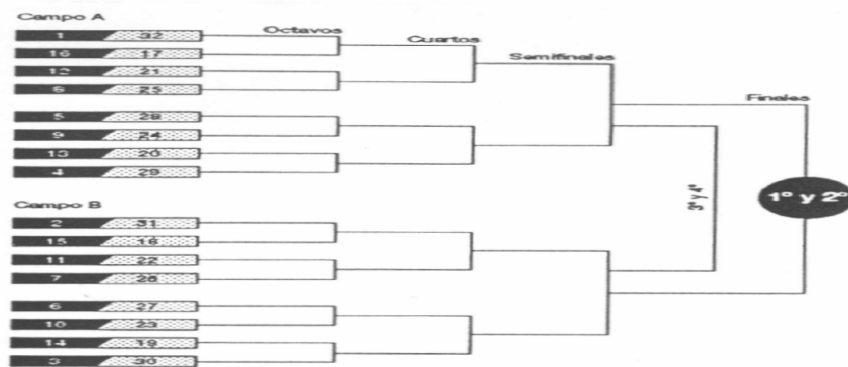 Campo A
Octavos
Cuartos
Semifinales
Finales
1 32
16 17
12 21
8 25
5 28
9 24
13 20
4 29
3º y 4º
1º y 2º
Campo B
2 31
15 18
11 22
7 26
6 27
10 23
14 19
3 30